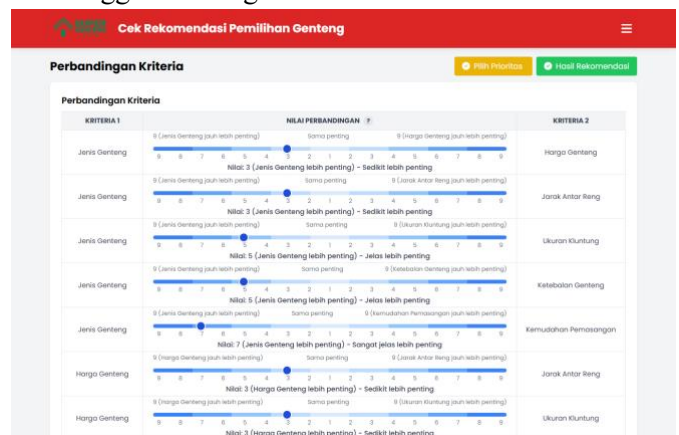 Cek Rekomendasi Pemilihan Genteng
Perbandingan Kriteria
Pilih Prioritas
Hasil Rekomendasi
Perbandingan Kriteria
KRITERIA 1 NILAI PERBANDINGAN ? KRITERIA 2
9 (Jenis Genteng jauh lebih penting) Sama penting 9 (Harga Genteng jauh lebih penting)
Jenis Genteng Harga Genteng
9 8 7 6 5 4 3 2 1 2 3 4 5 6 7 8 9
Nilai: 3 (Jenis Genteng lebih penting) - Sedikit lebih penting
9 (Jenis Genteng jauh lebih penting) Sama penting 9 (Jarak Antar Reng jauh lebih penting)
Jenis Genteng Jarak Antar Reng
9 8 7 6 5 4 3 2 1 2 3 4 5 6 7 8 9
Nilai: 3 (Jenis Genteng lebih penting) - Sedikit lebih penting
9 (Jenis Genteng jauh lebih penting) Sama penting 9 (Ukuran Kluntung jauh lebih penting)
Jenis Genteng Ukuran Kluntung
9 8 7 6 5 4 3 2 1 2 3 4 5 6 7 8 9
Nilai: 5 (Jenis Genteng lebih penting) - Jelas lebih penting
9 (Jenis Genteng jauh lebih penting) Sama penting 9 (Ketebalan Genteng jauh lebih penting)
Jenis Genteng Ketebalan Genteng
9 8 7 6 5 4 3 2 1 2 3 4 5 6 7 8 9
Nilai: 5 (Jenis Genteng lebih penting) - Jelas lebih penting
9 (Jenis Genteng jauh lebih penting) Sama penting 9 (Kemudahan Pemasangan jauh lebih penting)
Jenis Genteng Kemudahan Pemasangan
9 8 7 6 5 4 3 2 1 2 3 4 5 6 7 8 9
Nilai: 7 (Jenis Genteng lebih penting) - Sangat jelas lebih penting
9 (Harga Genteng jauh lebih penting) Sama penting 9 (Jarak Antar Reng jauh lebih penting)
Harga Genteng Jarak Antar Reng
9 8 7 6 5 4 3 2 1 2 3 4 5 6 7 8 9
Nilai: 3 (Harga Genteng lebih penting) - Sedikit lebih penting
9 (Harga Genteng jauh lebih penting) Sama penting 9 (Ukuran Kluntung jauh lebih penting)
Harga Genteng Ukuran Kluntung
9 8 7 6 5 4 3 2 1 2 3 4 5 6 7 8 9
Nilai: 3 (Harga Genteng lebih penting) - Sedikit lebih penting